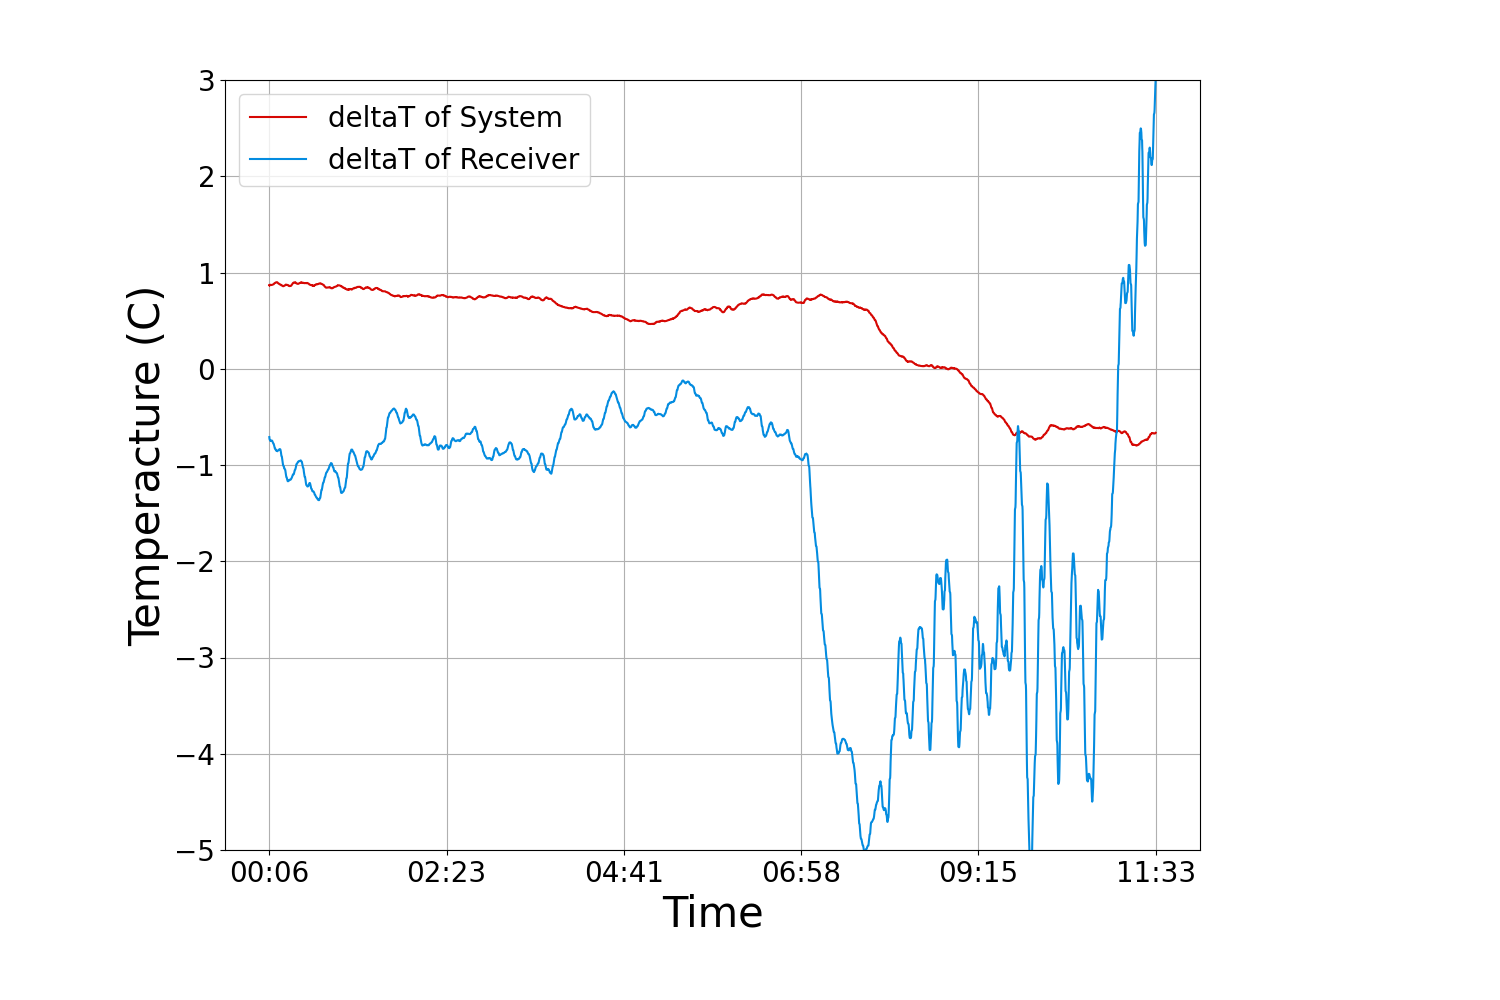 deltaT of System
deltaT of Receiver
Temperacture (C)
3
2
1
0
−1
−2
−3
−4
−5
00:06 02:23 04:41 06:58 09:15 11:33
Time